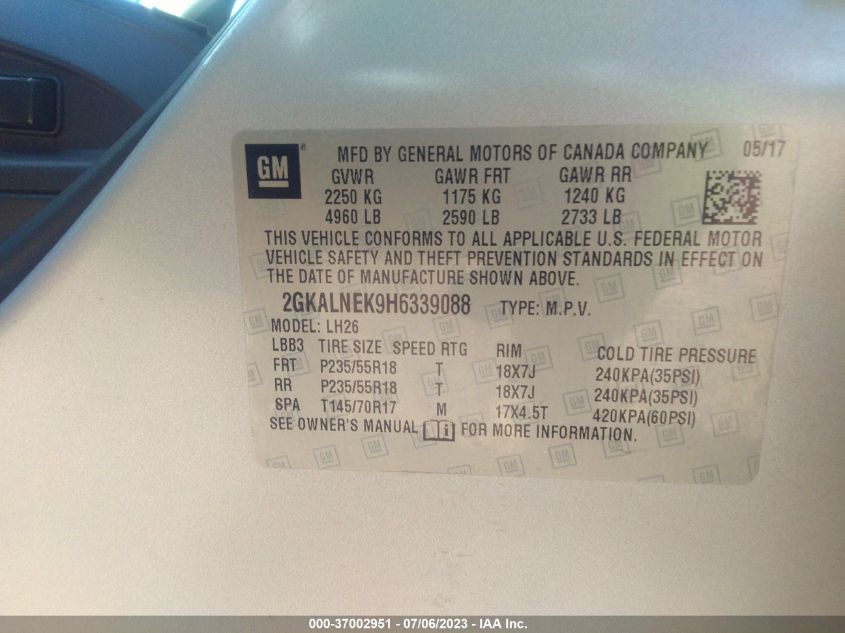 GM ® MFD BY GENERAL MOTORS OF CANADA COMPANY 05/17
GVWR GAWR FRT GAWR RR
2250 KG 1175 KG 1240 KG
4960 LB 2590 LB 2733 LB
THIS VEHICLE CONFORMS TO ALL APPLICABLE U.S. FEDERAL MOTOR
VEHICLE SAFETY AND THEFT PREVENTION STANDARDS IN EFFECT ON
THE DATE OF MANUFACTURE SHOWN ABOVE.
2GKALNEK9H6339088 TYPE: M.P.V.
MODEL: LH26
LBB3 TIRE SIZE SPEED RTG RIM COLD TIRE PRESSURE
FRT P235/55R18 T 18X7J 240KPA(35PSI)
RR P235/55R18 T 18X7J 240KPA(35PSI)
SPA T145/70R17 M 17X4.5T 420KPA(60PSI)
SEE OWNER'S MANUAL FOR MORE INFORMATION.
000-37002951 - 07/06/2023 - IAA Inc.